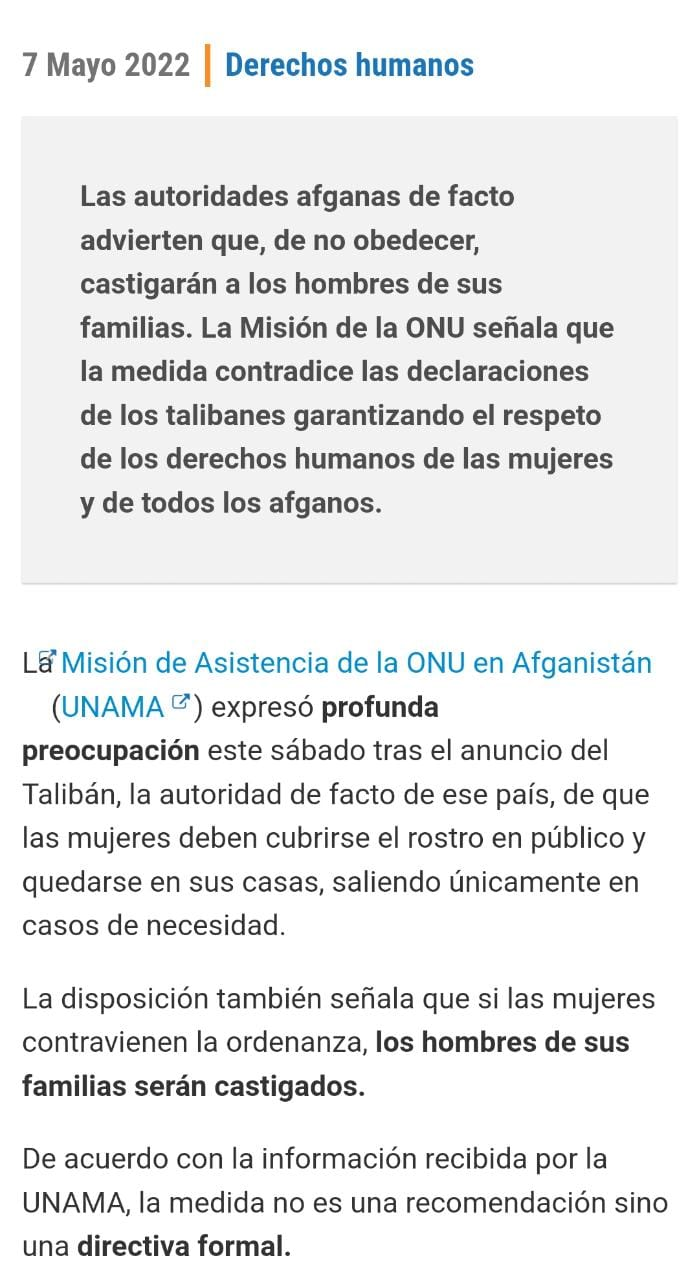 7 Mayo 2022 | Derechos humanos
Las autoridades afganas de facto
advierten que, de no obedecer,
castigarán a los hombres de sus
familias. La Misión de la ONU señala que
la medida contradice las declaraciones
de los talibanes garantizando el respeto
de los derechos humanos de las mujeres
y de todos los afganos.
La Misión de Asistencia de la ONU en Afganistán
(UNAMA) expresó profunda
preocupación este sábado tras el anuncio del
Talibán, la autoridad de facto de ese país, de que
las mujeres deben cubrirse el rostro en público y
quedarse en sus casas, saliendo únicamente en
casos de necesidad.
La disposición también señala que si las mujeres
contravienen la ordenanza, los hombres de sus
familias serán castigados.
De acuerdo con la información recibida por la
UNAMA, la medida no es una recomendación sino
una directiva formal.